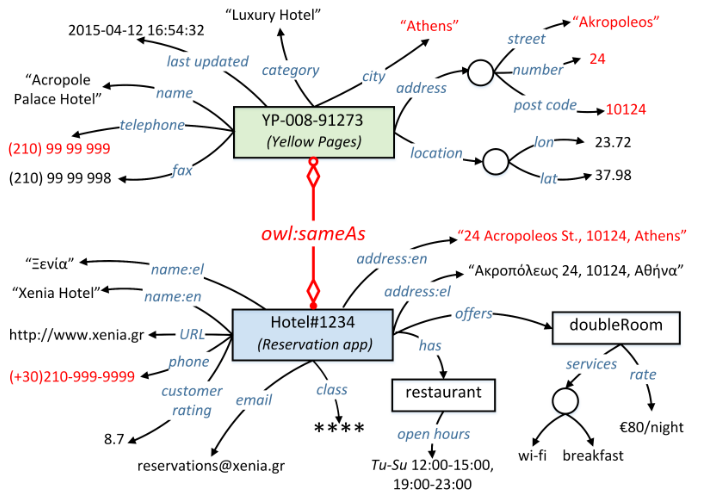 2015-04-12 16:54:32
"Luxury Hotel"
"Athens"
"Akropoleos"
street
last updated
category
city
address
number
24
"Acropole
Palace Hotel"
name
post code
10124
telephone
YP-008-91273
(Yellow Pages)
(210) 99 99 999
location
lon
23.72
(210) 99 99 998
fax
lat
37.98
owl:sameAs
address:en
"24 Acropoleos St., 10124, Athens"
"Ξενία"
name:el
address:el
"Ακροπόλεως 24, 10124, Αθήνα"
"Xenia Hotel"
name:en
Hotel#1234
(Reservation app)
offers
doubleRoom
http://www.xenia.gr
URL
has
(+30)210-999-9999
phone
services
rate
customer
rating
email
class
restaurant
8.7
****
open hours
€80/night
reservations@xenia.gr
Tu-Su 12:00-15:00,
19:00-23:00
wi-fi
breakfast